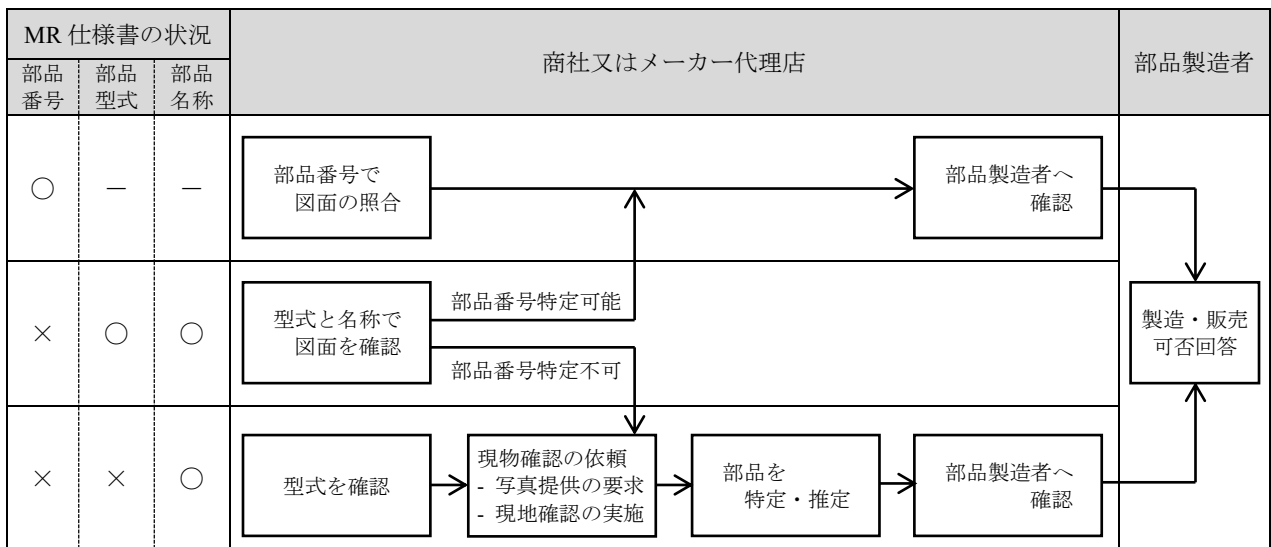 MR 仕様書の状況
商社又はメーカー代理店
部品製造者
部品
番号
部品
型式
部品
名称
○
－
－
部品番号で
図面の照合
部品製造者へ
確認
×
○
○
型式と名称で
図面を確認
部品番号特定可能
部品番号特定不可
製造・販売
可否回答
×
×
○
型式を確認
現物確認の依頼
- 写真提供の要求
- 現地確認の実施
部品を
特定・推定
部品製造者へ
確認